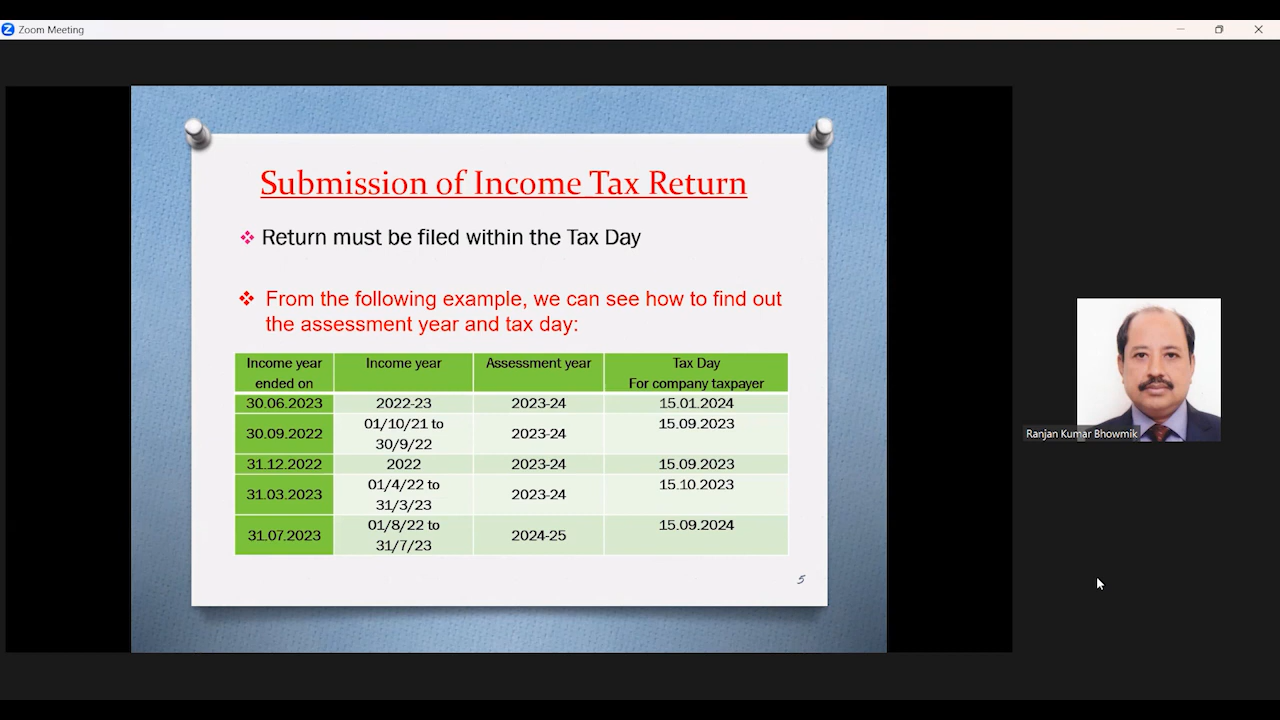 Zoom Meeting
Submission of Income Tax Return
Return must be filed within the Tax Day
From the following example, we can see how to find out
the assessment year and tax day:
Income year ended on Income year Assessment year Tax Day For company taxpayer
30.06.2023 2022-23 2023-24 15.01.2024
30.09.2022 01/10/21 to 30/9/22 2023-24 15.09.2023
31.12.2022 2022 2023-24 15.09.2023
31.03.2023 01/4/22 to 31/3/23 2023-24 15.10.2023
31.07.2023 01/8/22 to 31/7/23 2024-25 15.09.2024
5
Ranjan Kumar Bhowmik